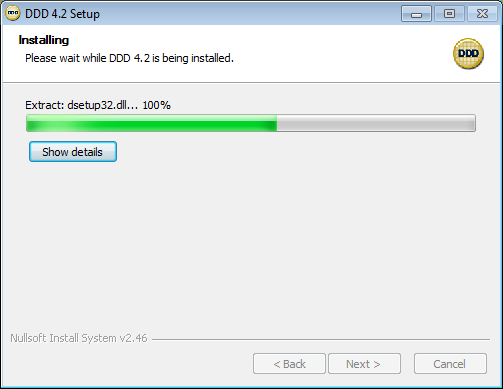 DDD 4.2 Setup
Installing
Please wait while DDD 4.2 is being installed.
DDD
Extract: dsetup32.dll... 100%
Show details
Nullsoft Install System v2.46
< Back
Next >
Cancel